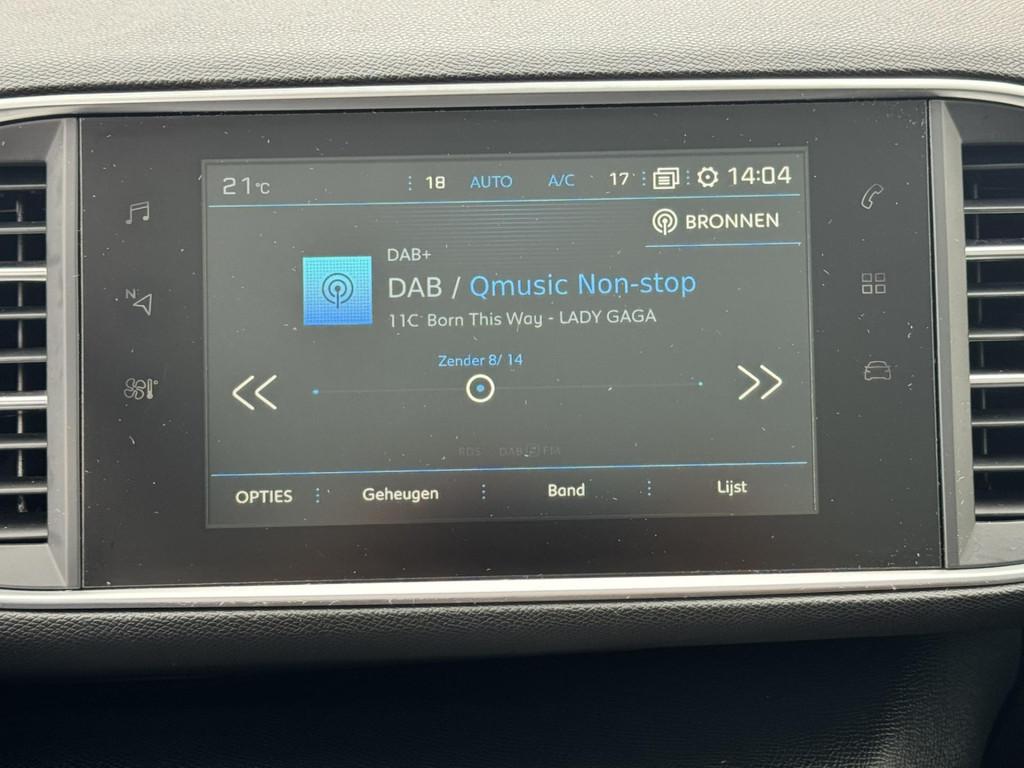 21°C 18 AUTO A/C 17 14:04
BRONNEN
DAB+
DAB / Qmusic Non-stop
11C Born This Way - LADY GAGA
Zender 8/ 14
N
RDS DAB FM
OPTIES Geheugen Band Lijst